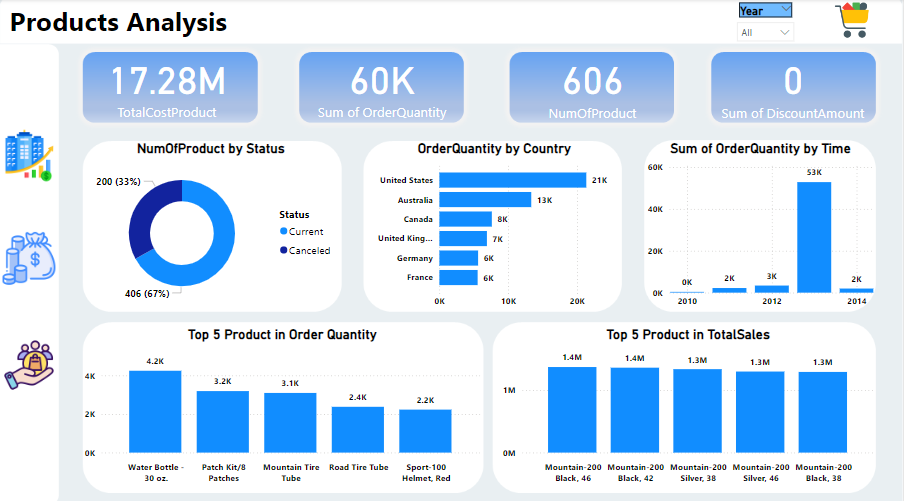 Products Analysis
Year
All
17.28M
TotalCostProduct
60K
Sum of OrderQuantity
606
NumOfProduct
0
Sum of DiscountAmount
NumOfProduct by Status
200 (33%)
406 (67%)
Status
Current
Canceled
OrderQuantity by Country
United States
21K
Australia
13K
Canada
8K
United King...
7K
Germany
6K
France
6K
0K 10K 20K
Sum of OrderQuantity by Time
60K
40K
20K
0K
0K
2K
3K
53K
2K
2010 2012 2014
Top 5 Product in Order Quantity
4K
2K
0K
4.2K
3.2K
3.1K
2.4K
2.2K
Water Bottle -
30 oz.
Patch Kit/8
Patches
Mountain Tire
Tube
Road Tire Tube
Sport-100
Helmet, Red
Top 5 Product in TotalSales
1M
0M
1.4M
1.4M
1.3M
1.3M
1.3M
Mountain-200
Black, 46
Mountain-200
Black, 42
Mountain-200
Silver, 38
Mountain-200
Silver, 46
Mountain-200
Black, 38